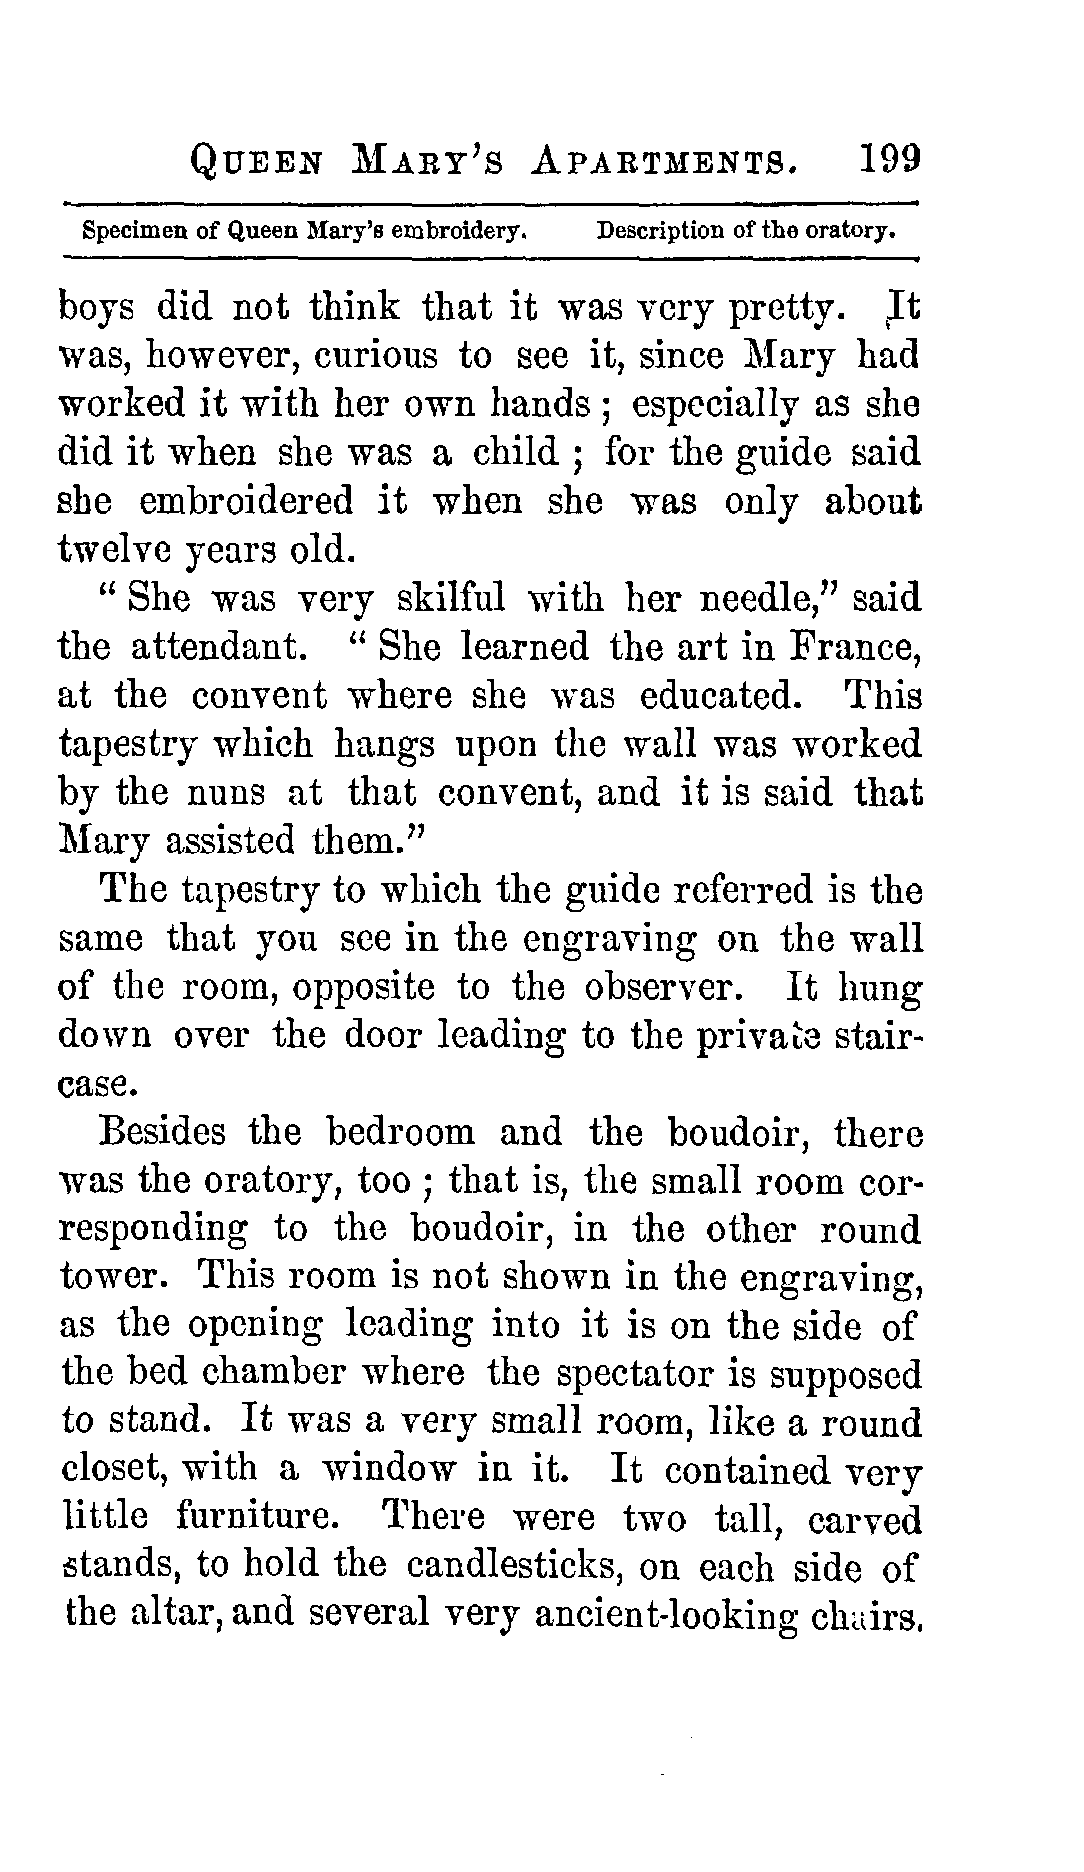 QUEEN MARY'S APARTMENTS. 199
Specimen of Queen Mary's embroidery. Description of the oratory.
boys did not think that it was very pretty. It
was, however, curious to see it, since Mary had
worked it with her own hands ; especially as she
did it when she was a child ; for the guide said
she embroidered it when she was only about
twelve years old.
“ She was very skilful with her needle,” said
the attendant. “ She learned the art in France,
at the convent where she was educated. This
tapestry which hangs upon the wall was worked
by the nuns at that convent, and it is said that
Mary assisted them.”
The tapestry to which the guide referred is the
same that you see in the engraving on the wall
of the room, opposite to the observer. It hung
down over the door leading to the private stair-
case.
Besides the bedroom and the boudoir, there
was the oratory, too ; that is, the small room cor-
responding to the boudoir, in the other round
tower. This room is not shown in the engraving,
as the opening leading into it is on the side of
the bed chamber where the spectator is supposed
to stand. It was a very small room, like a round
closet, with a window in it. It contained very
little furniture. There were two tall, carved
stands, to hold the candlesticks, on each side of
the altar, and several very ancient-looking chairs.